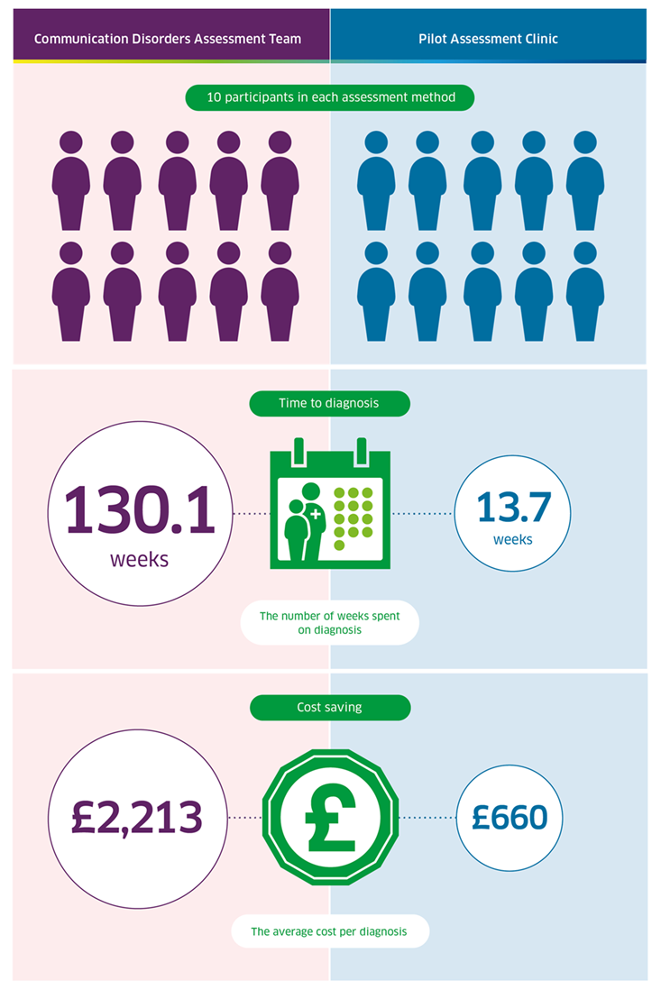 Communication Disorders Assessment Team
Pilot Assessment Clinic
10 participants in each assessment method
Time to diagnosis
130.1
weeks
13.7
weeks
The number of weeks spent
on diagnosis
Cost saving
£2,213
£
£660
The average cost per diagnosis